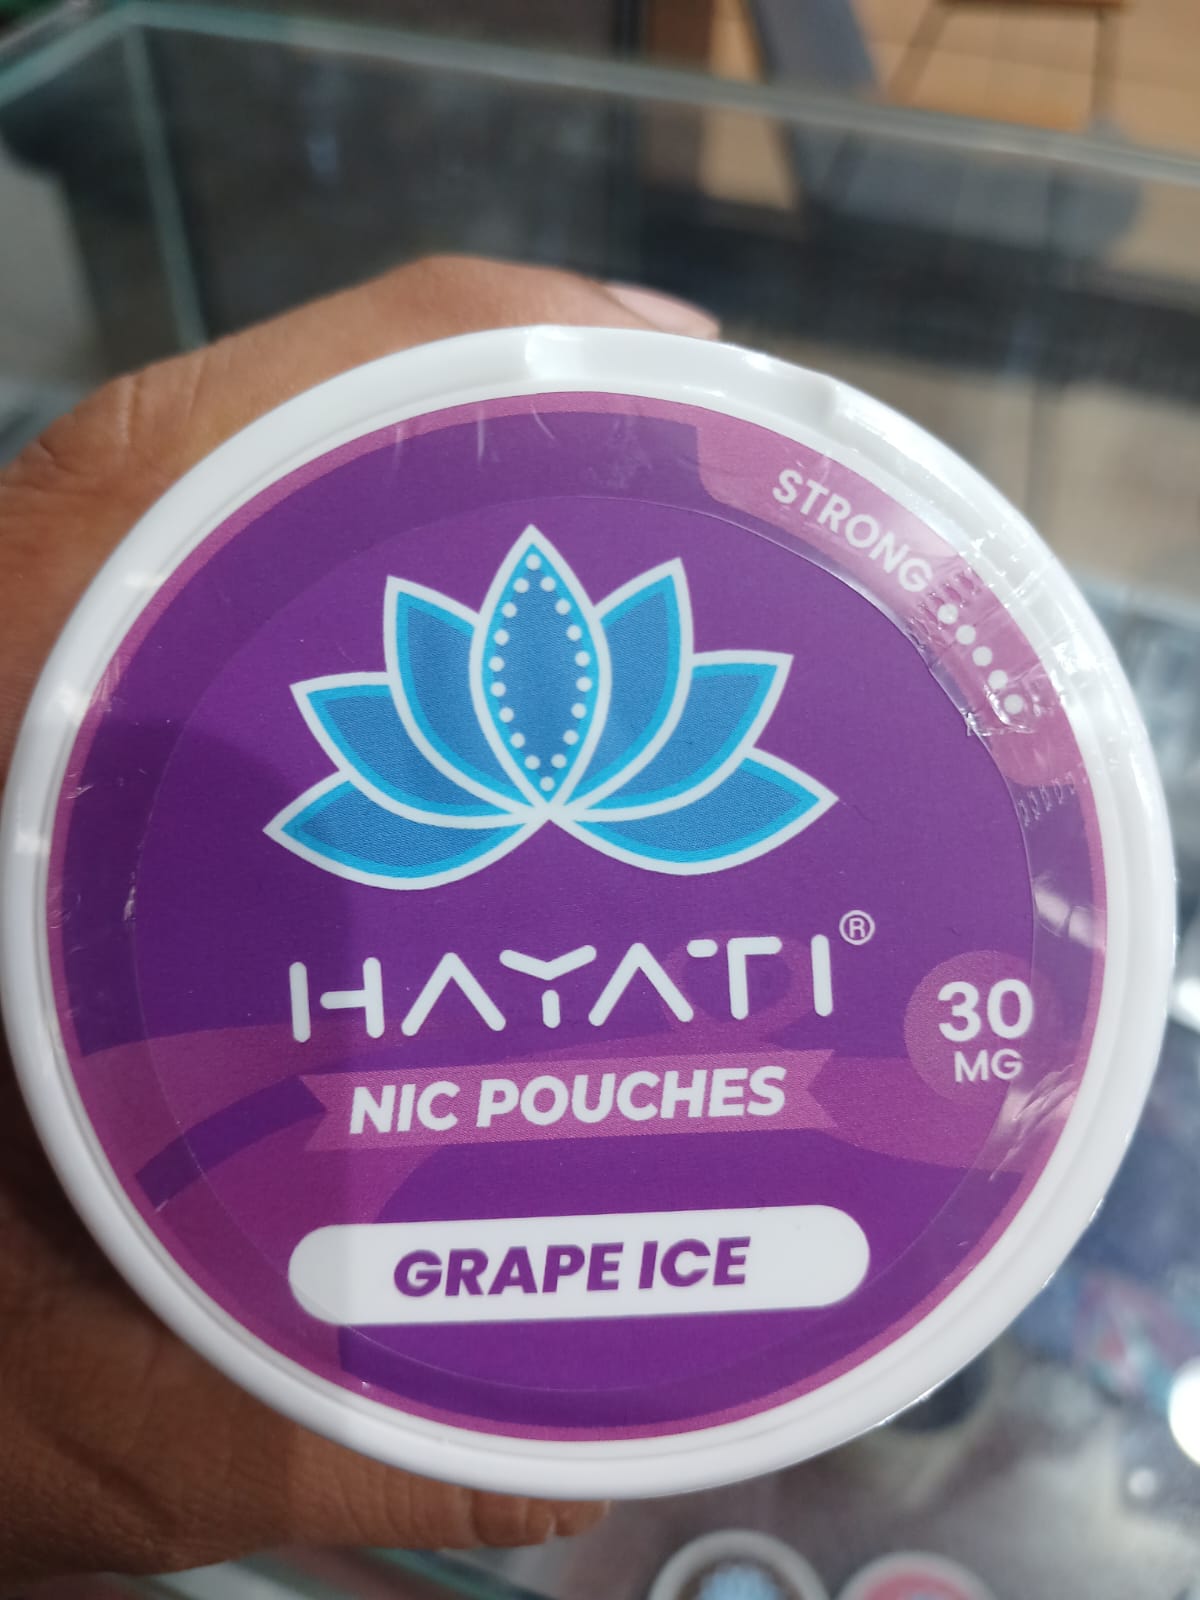 STRONG
HAYATI®
30
MG
NIC POUCHES
GRAPE ICE